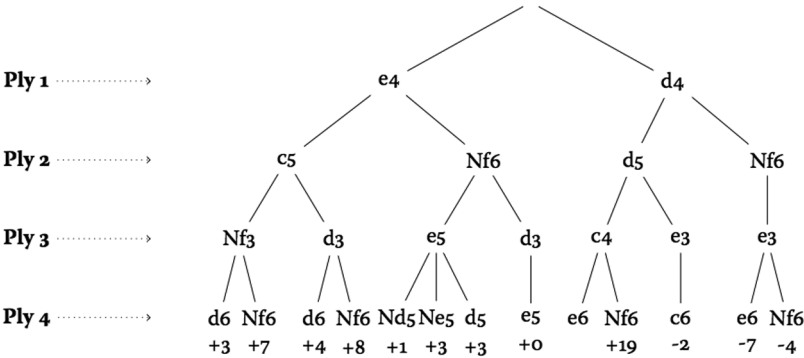 Ply 1 e4 d4
Ply 2 c5 Nf6 d5 Nf6
Ply 3 Nf3 d3 e5 d3 c4 e3 e3
Ply 4 d6 Nf6 d6 Nf6 Nd5 Ne5 d5 e5 e6 Nf6 c6 e6 Nf6
+3 +7 +4 +8 +1 +3 +3 +0 +19 -2 -7 -4